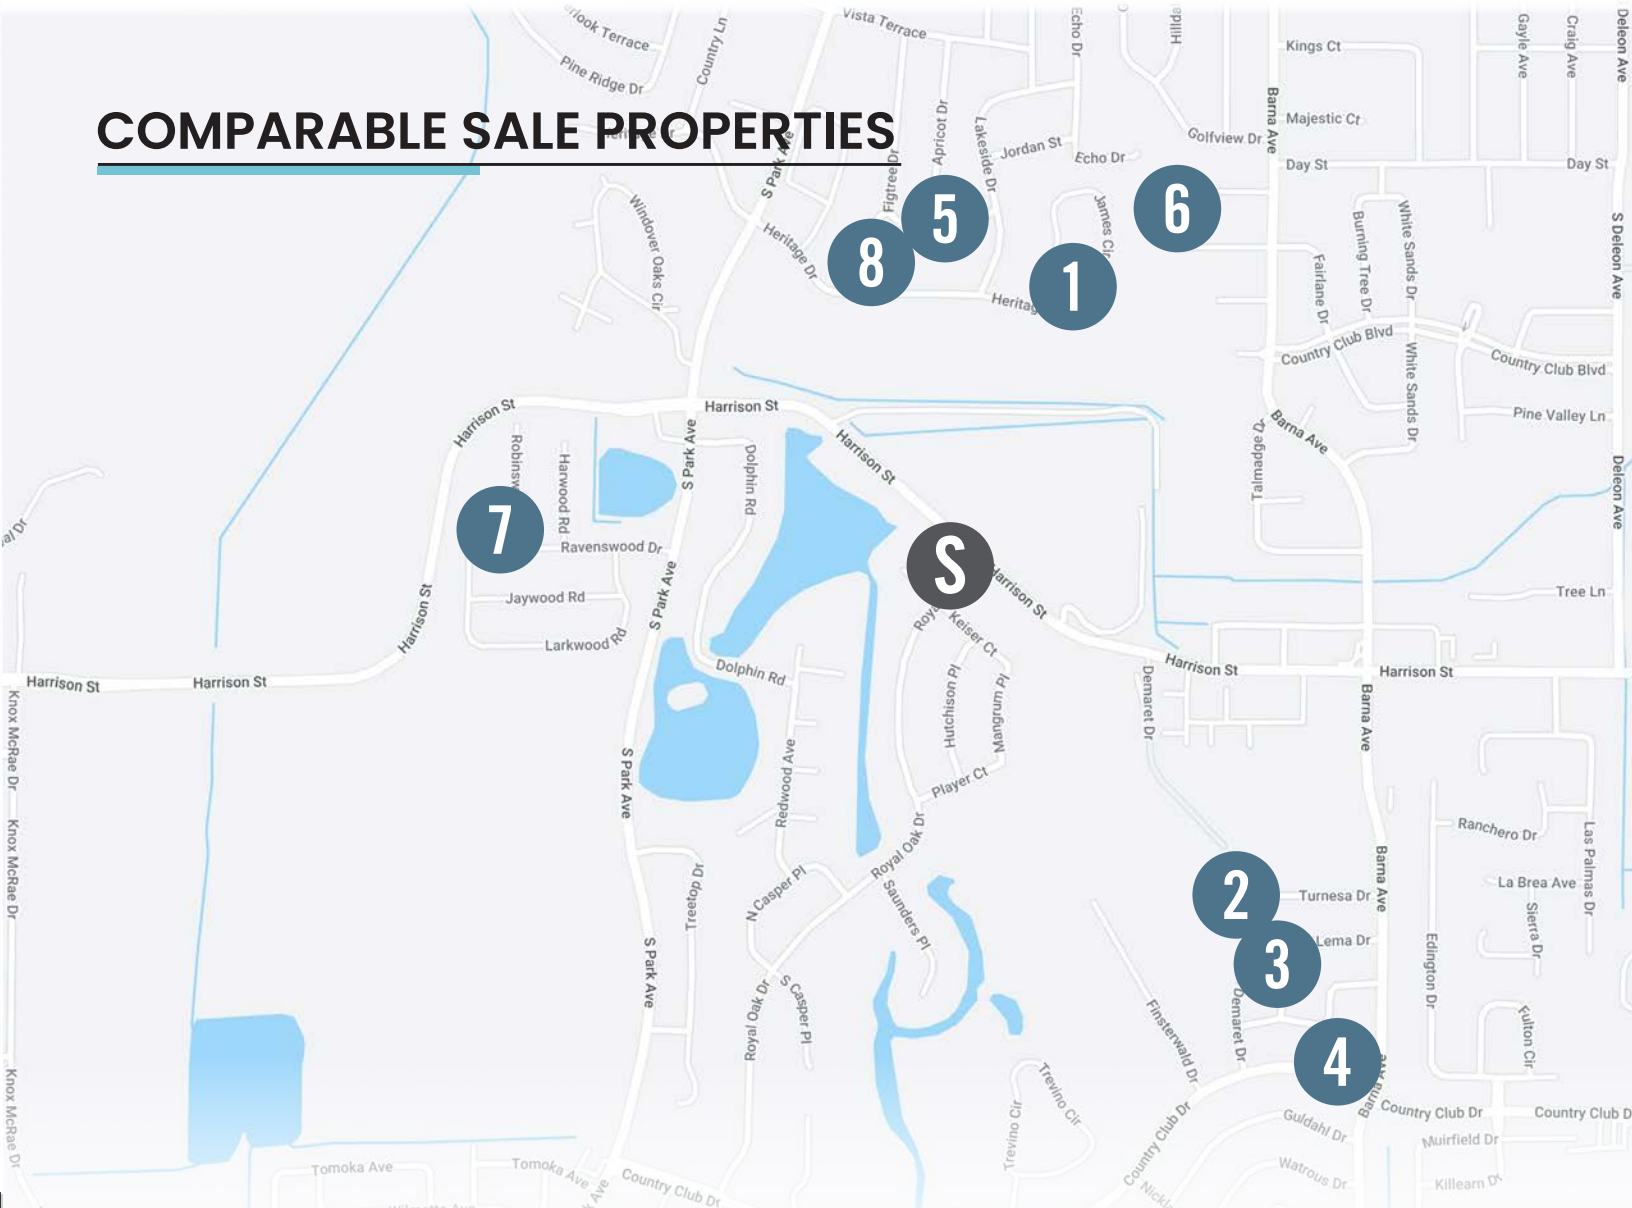 COMPARABLE SALE PROPERTIES
Terrace
Pine Ridge Dr
Country Ln
Vista Terrace
Echo Dr
Kings Ct
Gayle Ave
Craig Ave
Deleon Ave
Barna Ave
Majestic Ct
Golfview Dr
Day St
Day St
S Park Ave
Figtree Dr
Apricot Dr
Lakeside Dr
Jordan St
Echo Dr
James Cir
Windover Oaks Cir
Heritage Dr
8
5
1
6
Fairlane Dr
Burning Tree Dr
White Sands Dr
S Deleon Ave
Country Club Blvd
White Sands Dr
Country Club Blvd
Pine Valley Ln
Harrison St
Harrison St
Harrison St
S Park Ave
Dolphin Rd
Talmadge Dr
Barna Ave
Deleon Ave
Harwood Rd
7
Ravenswood Dr
Jaywood Rd
Larkwood Rd
S Park Ave
Harrison St
S
Harrison St
Keiser Ct
Tree Ln
Harrison St
Harrison St
Dolphin Rd
Hutchison Pl
Mangrum Pl
Demaret Dr
Harrison St
Harrison St
Knox McRae Dr
S Park Ave
Redwood Ave
Player Ct
Barna Ave
Knox McRae Dr
Treetop Dr
N Casper Pl
Royal Oak Dr
Saunders Pl
Ranchero Dr
Las Palmas Dr
Barna Ave
2
Turnesa Dr
La Brea Ave
Sierra Dr
3
Lema Dr
Edington Dr
S Park Ave
S Casper Pl
Royal Oak Dr
Finsterwald Dr
Demaret Dr
4
Fulton Cir
Knox McRae Dr
Trevino Cir
Trevino Cir
Country Club Dr
Guldahl Dr
Barna Ave
Country Club Dr
Country Club D
Muirfield Dr
Tomoka Ave
Tomoka Ave
Country Club Dr
Watrous Dr
Killearn Dr